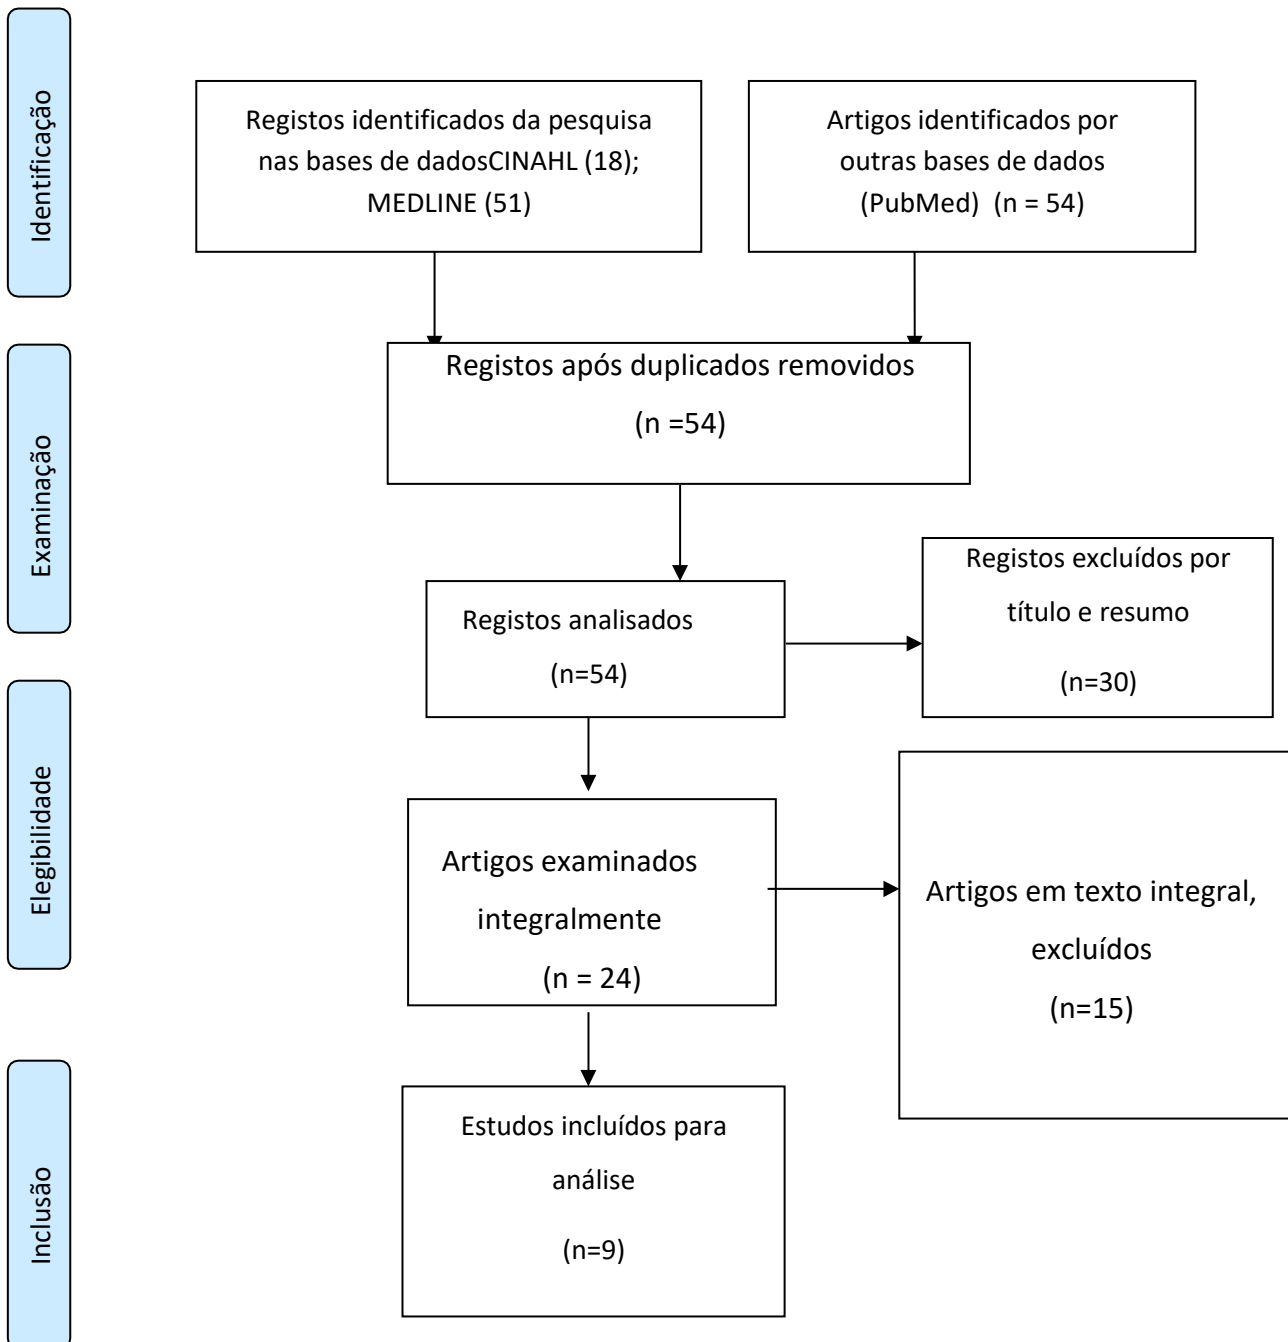 Identificação
Registos identificados da pesquisa
nas bases de dadosCINAHL (18);
MEDLINE (51)
Artigos identificados por
outras bases de dados
(PubMed) (n = 54)
Examinação
Registos após duplicados removidos
(n =54)
Registos analisados
(n=54)
Registos excluídos por
título e resumo
(n=30)
Elegibilidade
Artigos examinados
integralmente
(n = 24)
Artigos em texto integral,
excluídos
(n=15)
Inclusão
Estudos incluídos para
análise
(n=9)